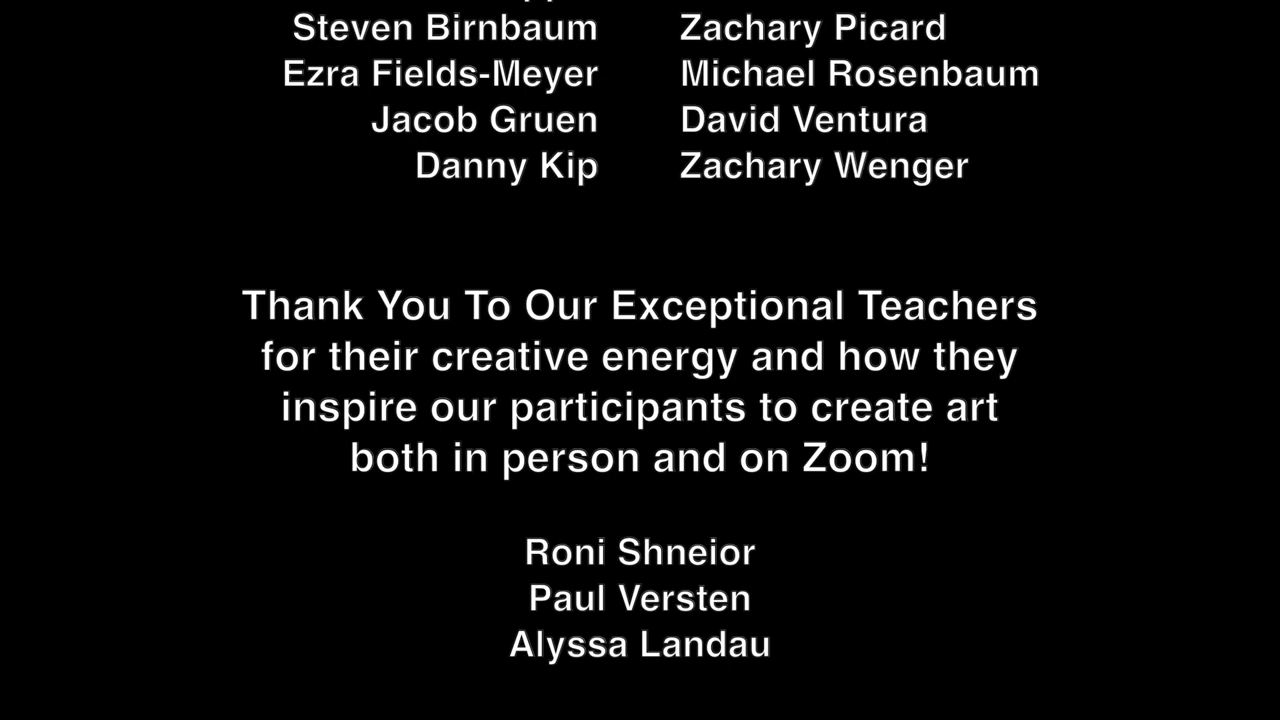 Steven Birnbaum Zachary Picard
Ezra Fields-Meyer Michael Rosenbaum
Jacob Gruen David Ventura
Danny Kip Zachary Wenger
Thank You To Our Exceptional Teachers
for their creative energy and how they
inspire our participants to create art
both in person and on Zoom!
Roni Shneior
Paul Versten
Alyssa Landau